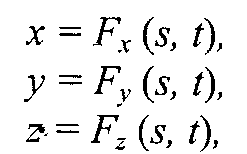 x = F_x (s, t),
y = F_y (s, t),
z = F_z (s, t),